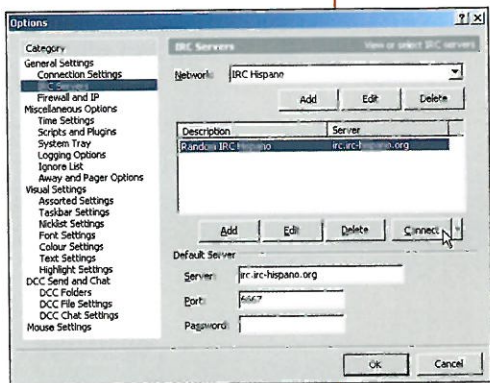 Options
Category
General Settings
Connection Settings
IRC Servers
Firewall and IP
Miscellaneous Options
Time Settings
Scripts and Plugins
System Tray
Logging Options
Ignore List
Away and Pager Options
Visual Settings
Assorted Settings
Taskbar Settings
Nicklist Settings
Font Settings
Colour Settings
Text Settings
Highlight Settings
DCC Send and Chat
DCC Folders
DCC File Settings
DCC Chat Settings
Mouse Settings
IRC Servers
View or select IRC servers
Network: IRC Hispano
Add Edit Delete
Description Server
Random IRC Hispano irc.irc-hispano.org
Add Edit Delete Connect
Default Server
Server: irc.irc-hispano.org
Port: 6667
Password:
OK Cancel